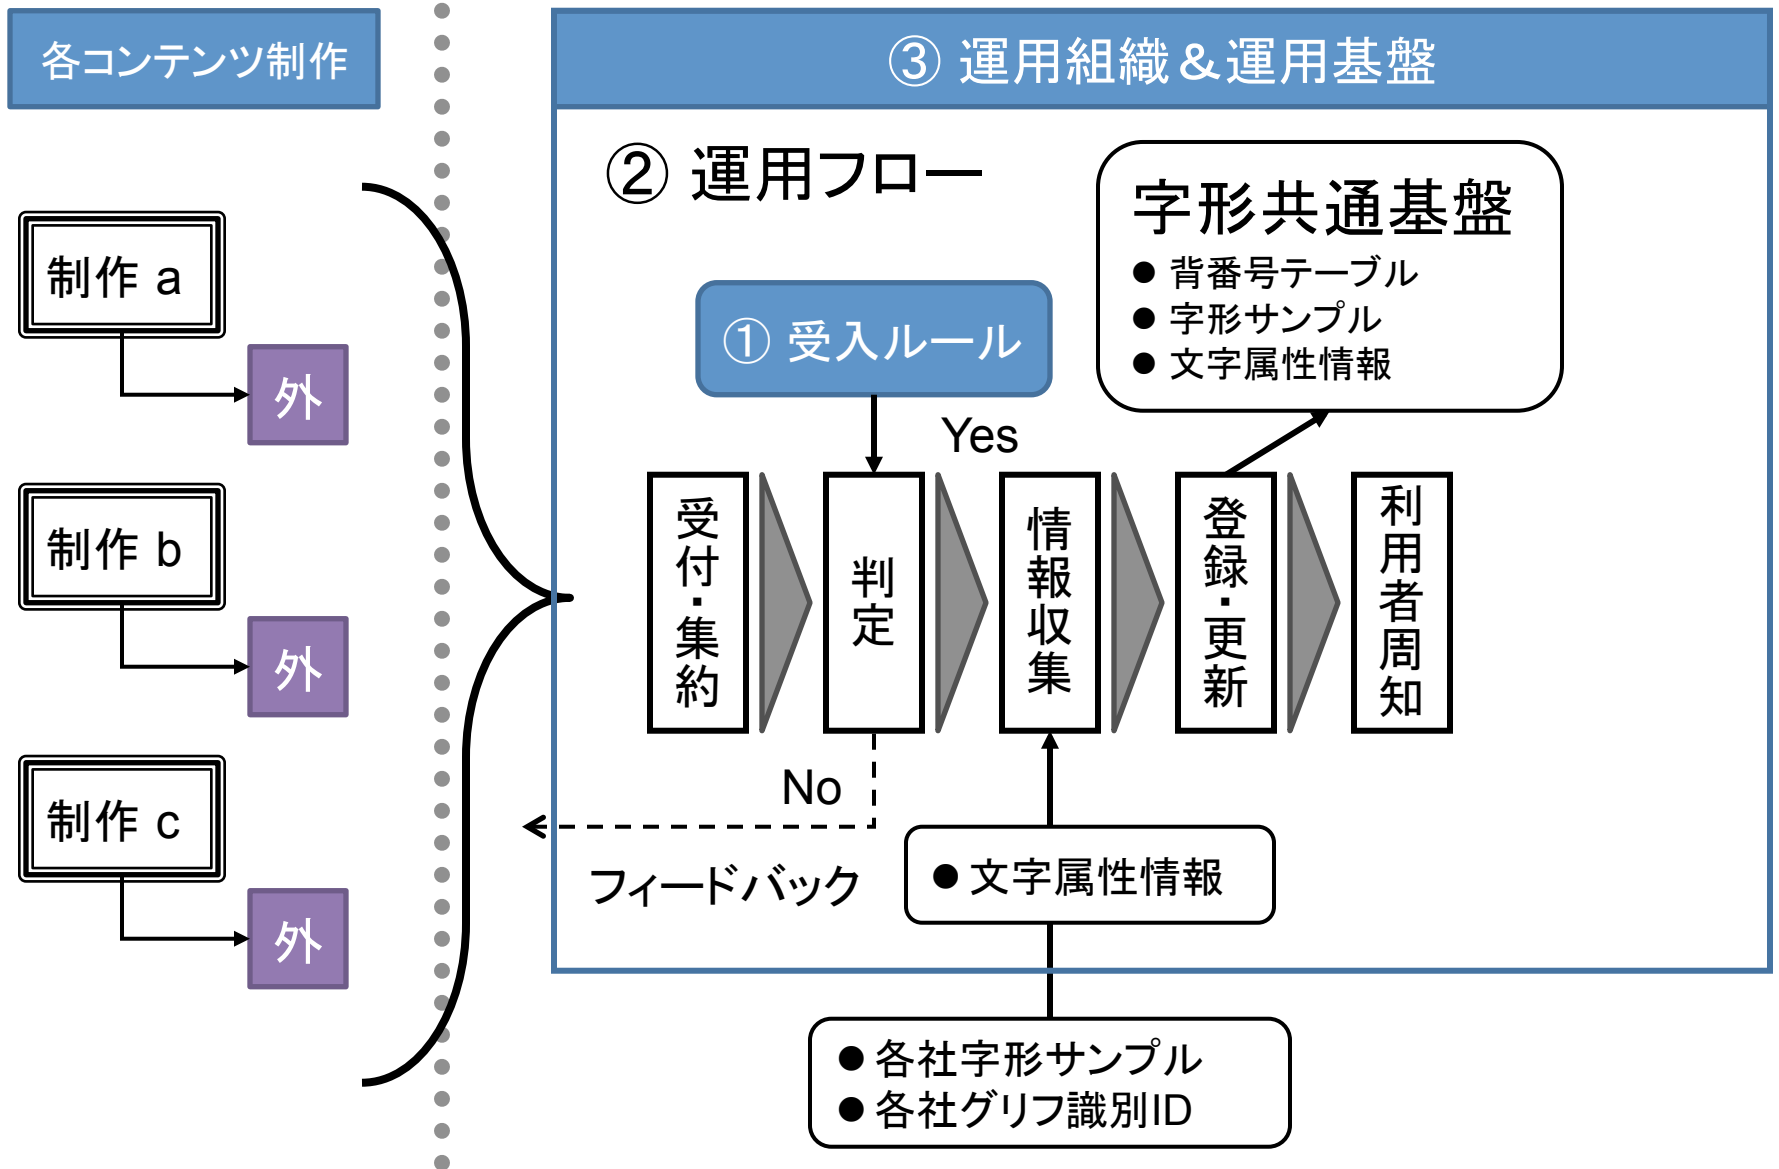 各コンテンツ制作
制作 a
外
制作 b
外
制作 c
外
③ 運用組織＆運用基盤
② 運用フロー
字形共通基盤
● 背番号テーブル
● 字形サンプル
● 文字属性情報
① 受入ルール
Yes
受付・集約
判定
情報収集
登録・更新
利用者周知
No
フィードバック
● 文字属性情報
● 各社字形サンプル
● 各社グリフ識別ID